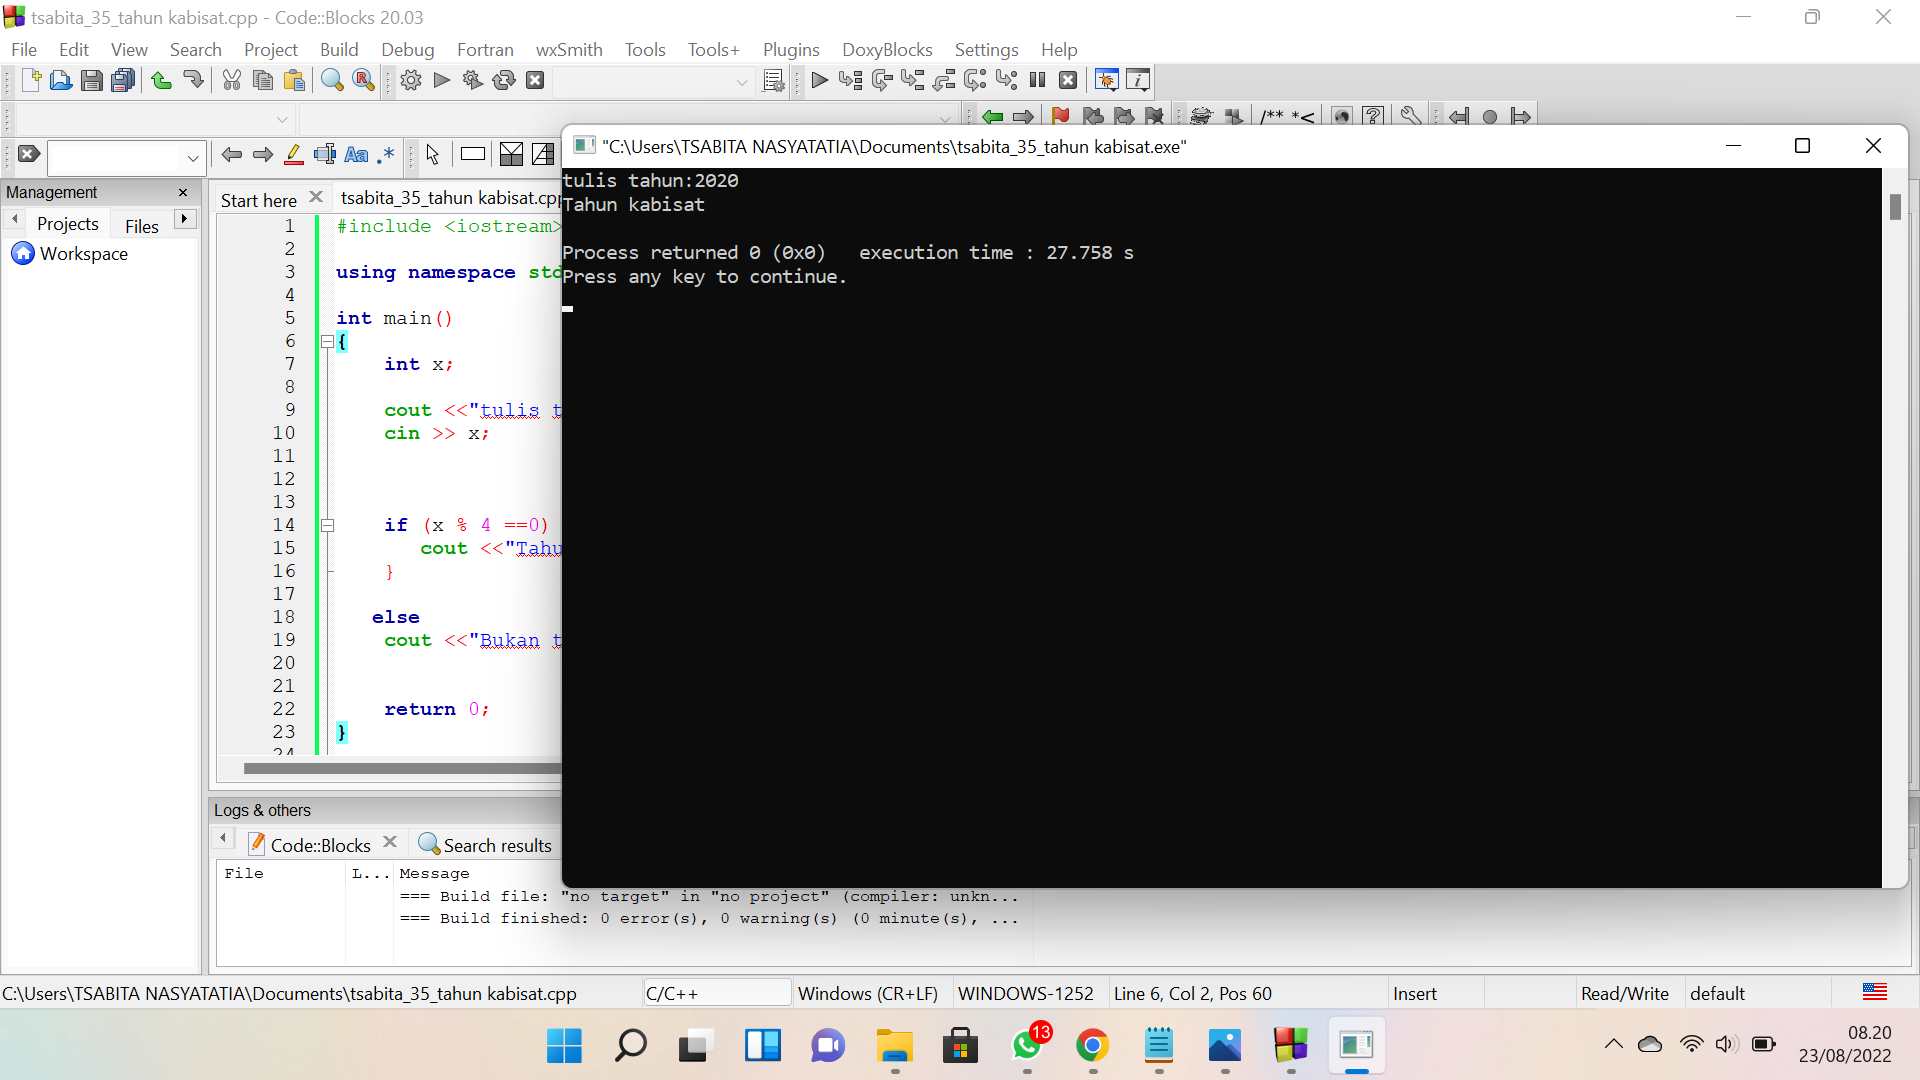 tsabita_35_tahun kabisat.cpp - Code::Blocks 20.03
File Edit View Search Project Build Debug Fortran wxSmith Tools Tools+ Plugins DoxyBlocks Settings Help
/** *<
"C:\Users\TSABITA NASYATATIA\Documents\tsabita_35_tahun kabisat.exe"
tulis tahun:2020
Tahun kabisat
Process returned 0 (0x0)   execution time : 27.758 s
Press any key to continue.
Management
Projects Files
Workspace
Start here tsabita_35_tahun kabisat.cpp
1 #include <iostream>
2
3 using namespace std
4
5 int main()
6 {
7 int x;
8
9 cout <<"tulis t
10 cin >> x;
11
12
13
14 if (x % 4 ==0)
15 cout <<"Tahu
16 }
17
18 else
19 cout <<"Bukan t
20
21
22 return 0;
23 }
24
Logs & others
Code::Blocks Search results
File L... Message
=== Build file: "no target" in "no project" (compiler: unkn...
=== Build finished: 0 error(s), 0 warning(s) (0 minute(s), ...
C:\Users\TSABITA NASYATATIA\Documents\tsabita_35_tahun kabisat.cpp C/C++ Windows (CR+LF) WINDOWS-1252 Line 6, Col 2, Pos 60 Insert Read/Write default
13
08.20
23/08/2022